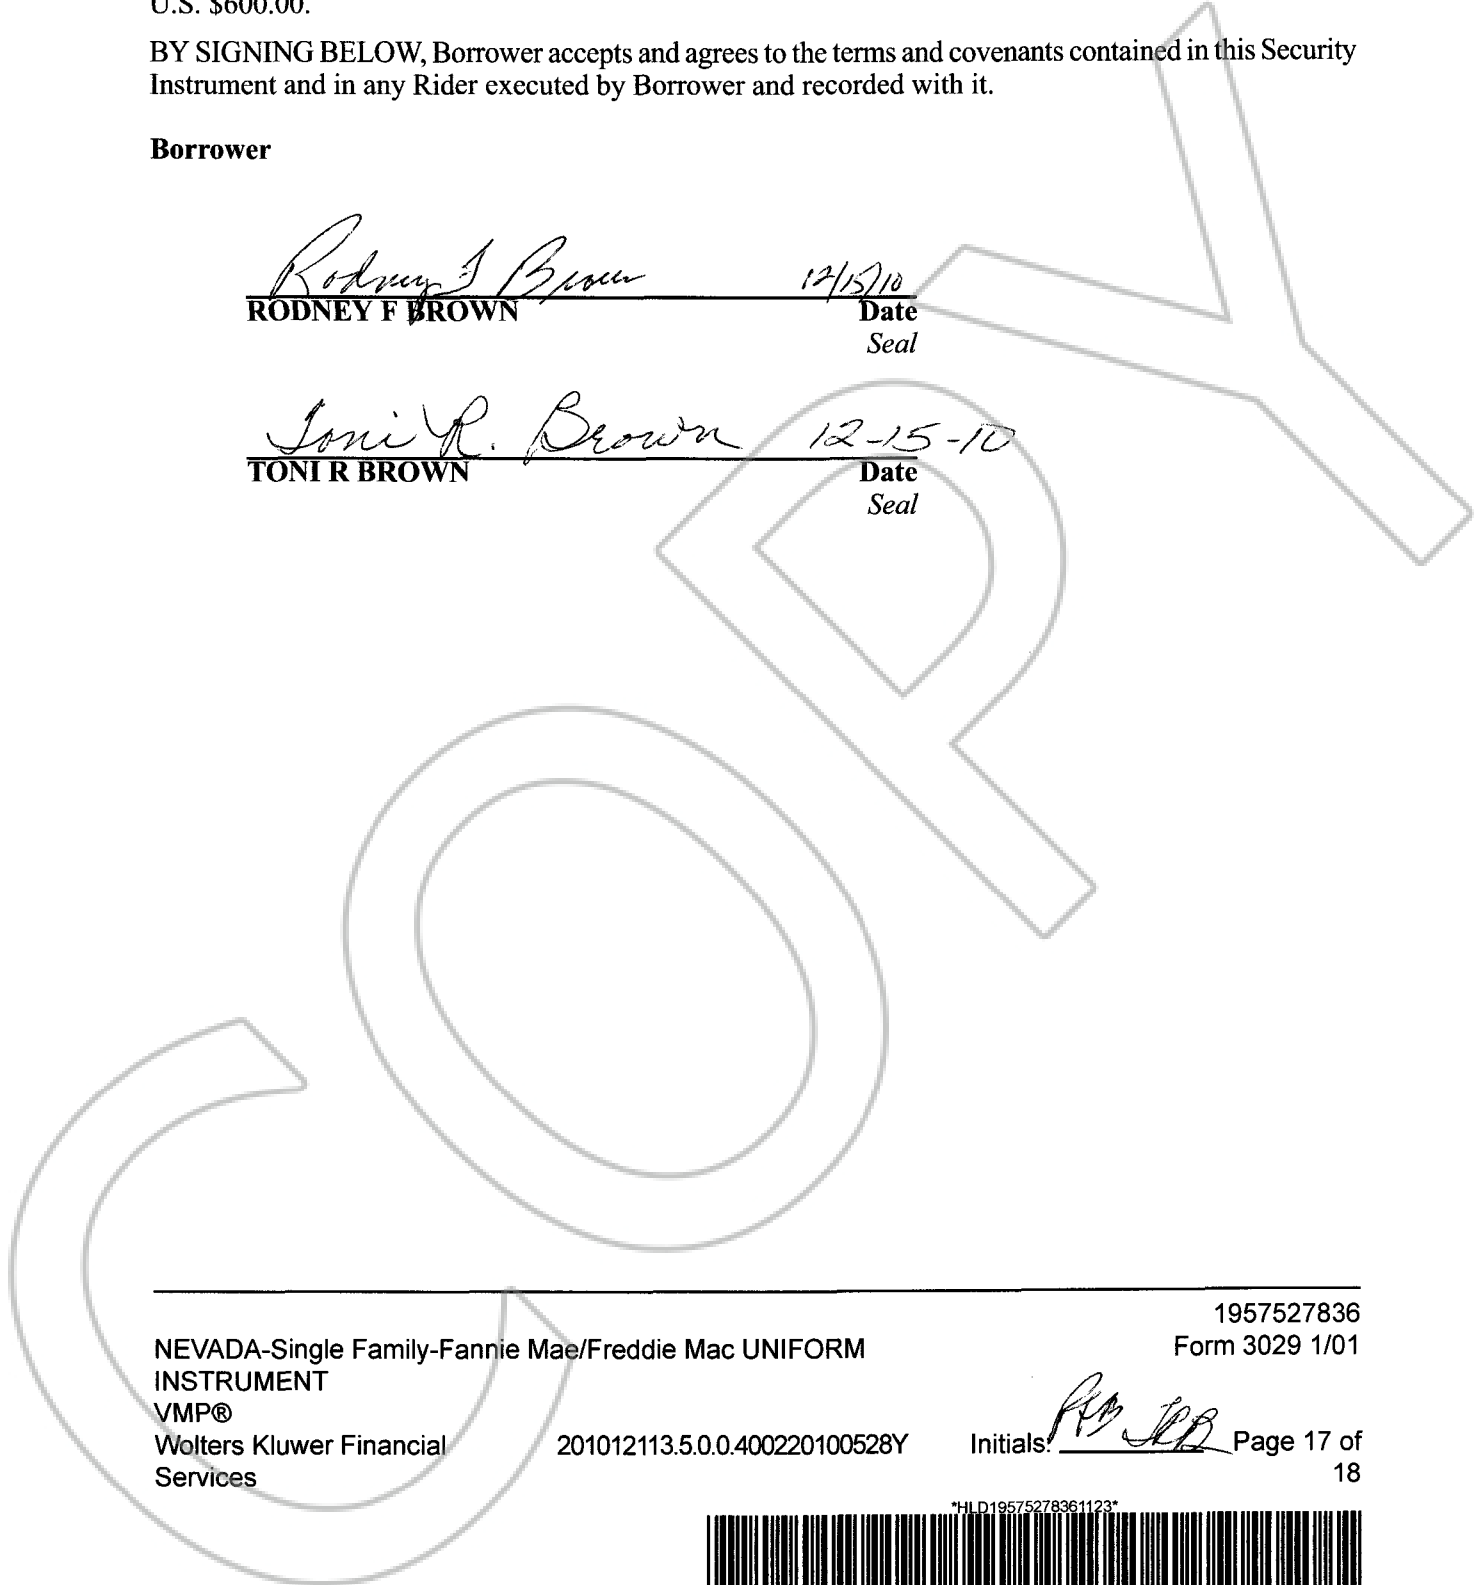 U.S. $600.00.
BY SIGNING BELOW, Borrower accepts and agrees to the terms and covenants contained in this Security
Instrument and in any Rider executed by Borrower and recorded with it.
Borrower
Rodney F Brown 12/15/10
RODNEY F BROWN Date
Seal
Toni R. Brown 12-15-10
TONI R BROWN Date
Seal
COPY
1957527836
NEVADA-Single Family-Fannie Mae/Freddie Mac UNIFORM Form 3029 1/01
INSTRUMENT
VMP®
Wolters Kluwer Financial 201012113.5.0.0.400220100528Y Initials: RFB TRB Page 17 of
Services 18
*HLD19575278361123*